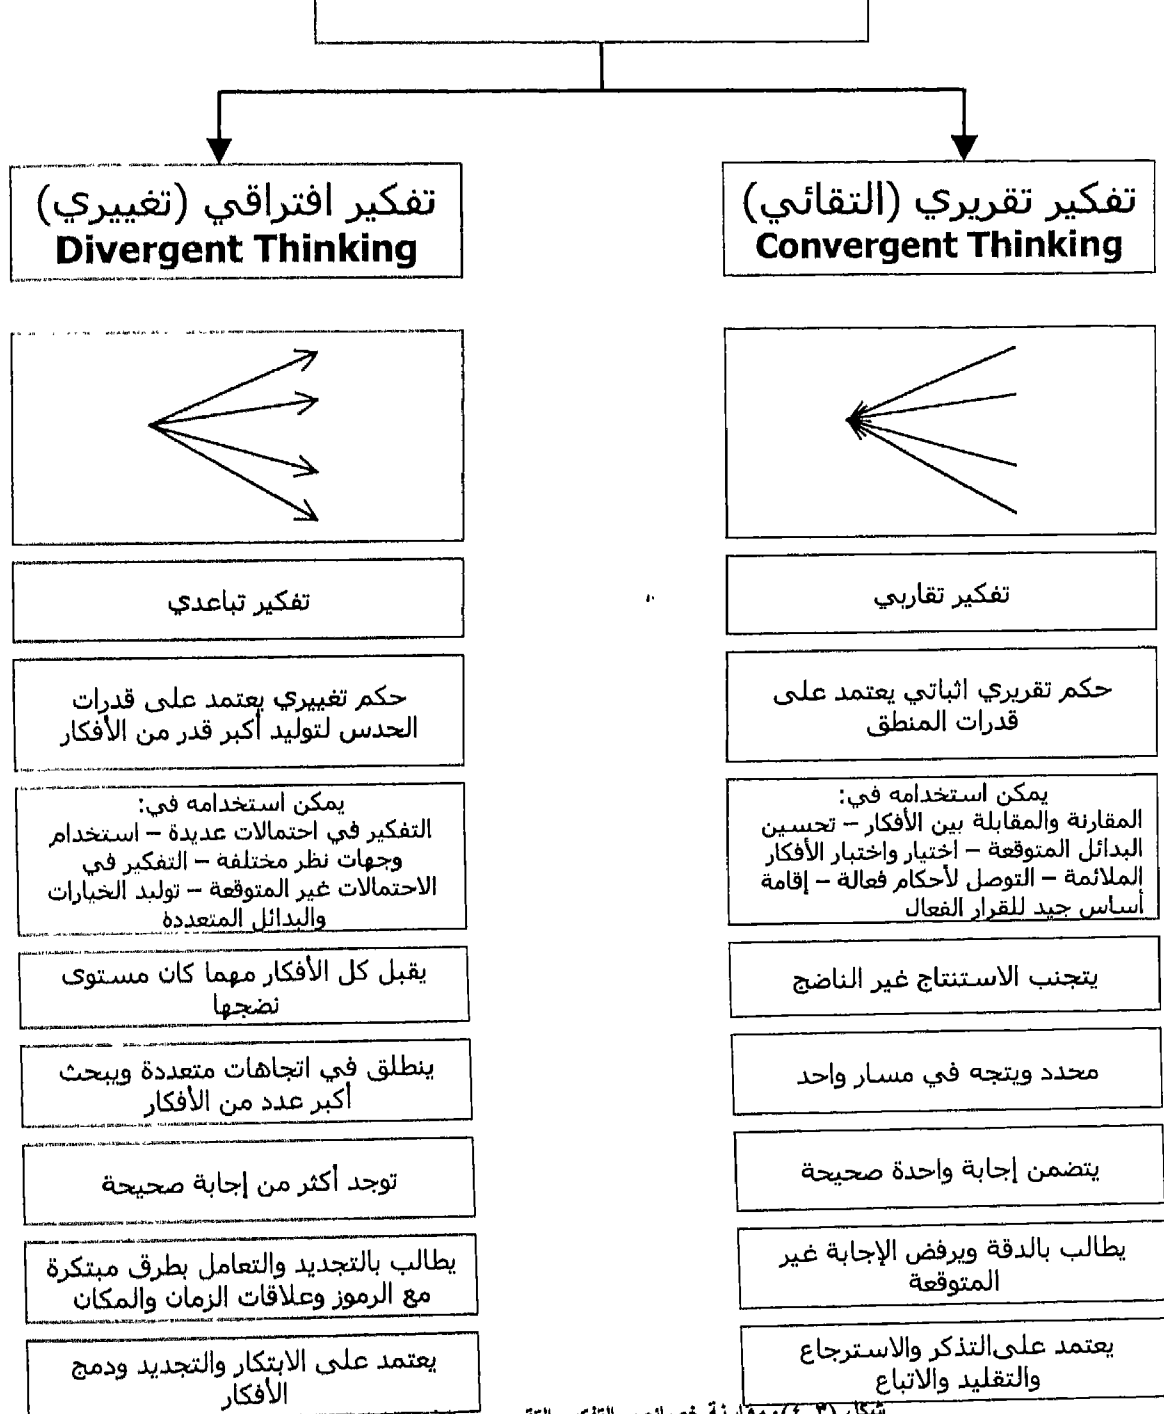 تفكير تقريري (التقائي)
Convergent Thinking
تفكير تقاربي
حكم تقريري اثباتي يعتمد على
قدرات المنطق
يمكن استخدامه في:
المقارنة والمقابلة بين الأفكار – تحسين
البدائل المتوقعة – اختيار واختبار الأفكار
الملائمة – التوصل لأحكام فعالة – إقامة
أساس جيد للقرار الفعال
يتجنب الاستنتاج غير الناضج
محدد ويتجه في مسار واحد
يتضمن إجابة واحدة صحيحة
يطالب بالدقة ويرفض الإجابة غير
المتوقعة
يعتمد على التذكر والاسترجاع
والتقليد والاتباع
تفكير افتراقي (تغييري)
Divergent Thinking
تفكير تباعدي
حكم تغييري يعتمد على قدرات
الحدس لتوليد أكبر قدر من الأفكار
يمكن استخدامه في:
التفكير في احتمالات عديدة – استخدام
وجهات نظر مختلفة – التفكير في
الاحتمالات غير المتوقعة – توليد الخيارات
والبدائل المتعددة
يقبل كل الأفكار مهما كان مستوى
نضجها
ينطلق في اتجاهات متعددة ويبحث
أكبر عدد من الأفكار
توجد أكثر من إجابة صحيحة
يطالب بالتجديد والتعامل بطرق مبتكرة
مع الرموز وعلاقات الزمان والمكان
يعتمد على الابتكار والتجديد ودمج
الأفكار